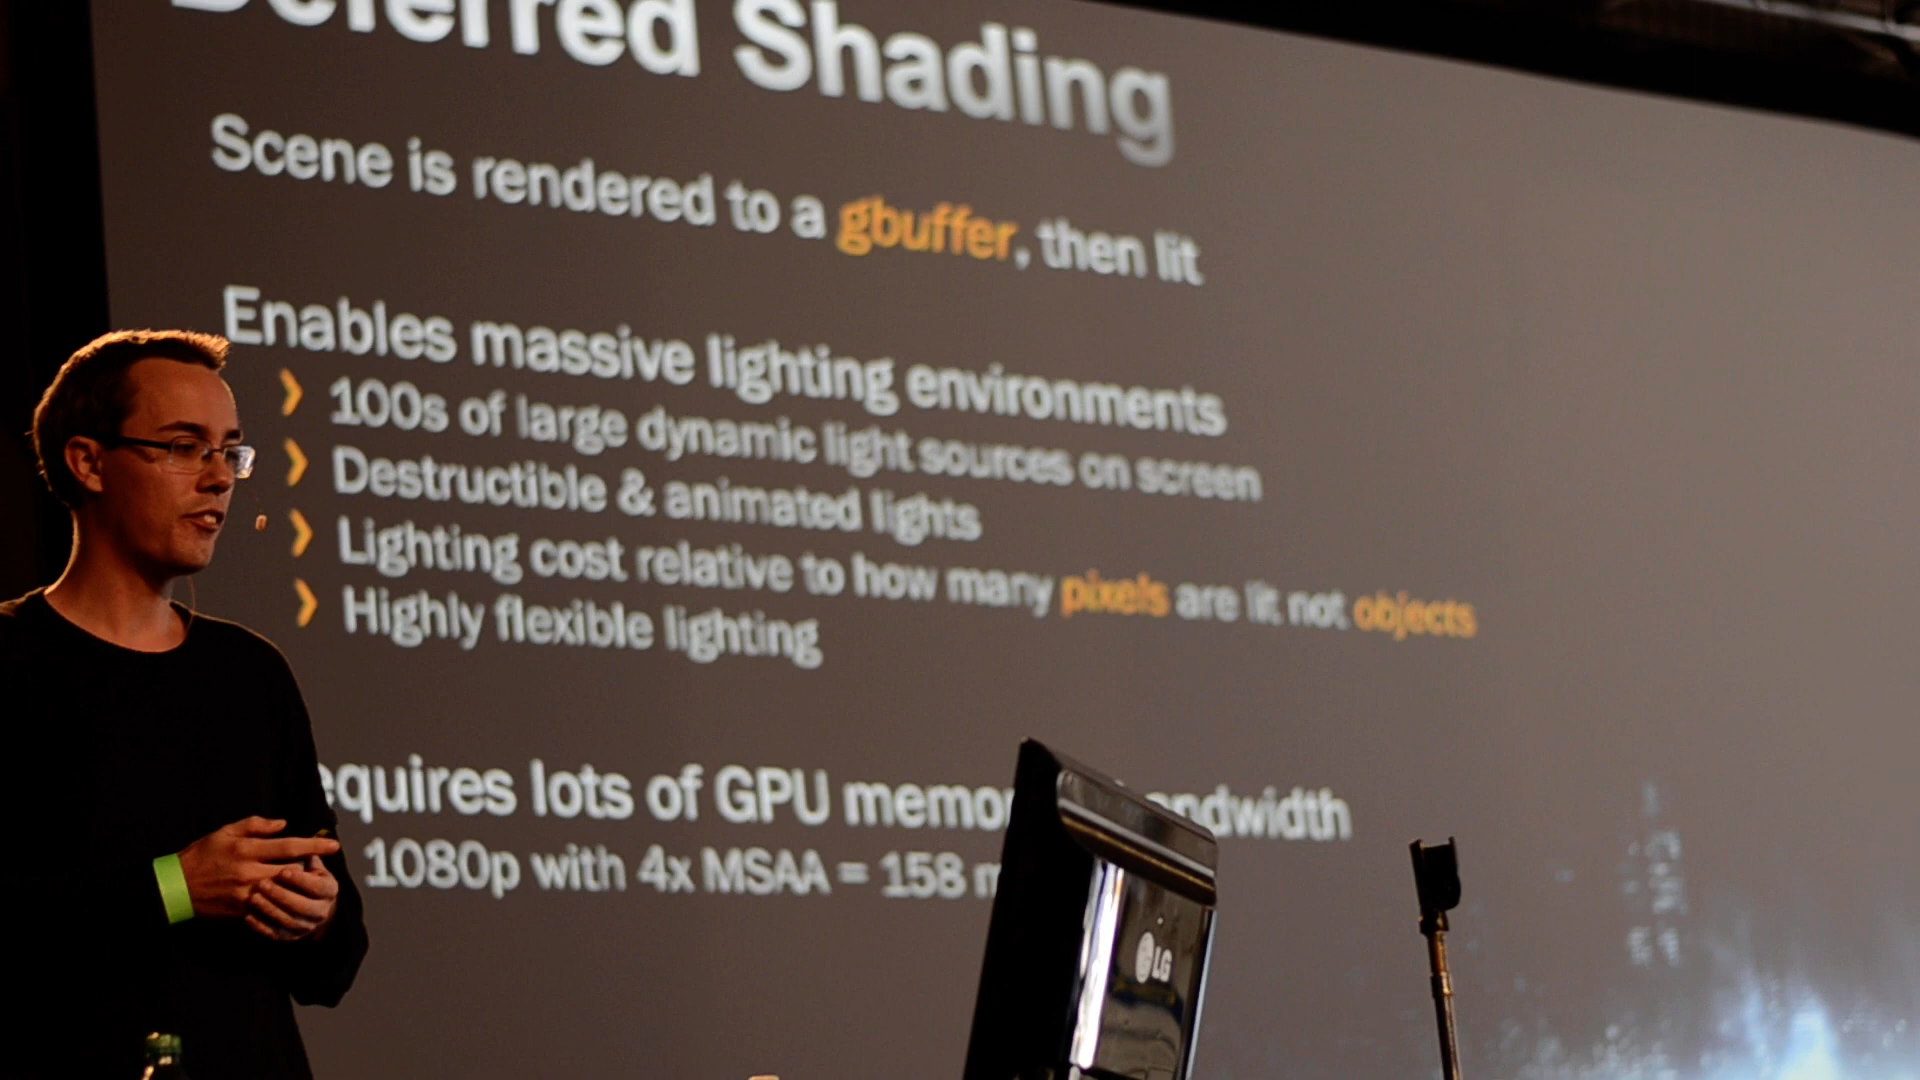 Deferred Shading
Scene is rendered to a gbuffer, then lit
Enables massive lighting environments
100s of large dynamic light sources on screen
Destructible & animated lights
Lighting cost relative to how many pixels are lit not objects
Highly flexible lighting
equires lots of GPU memo ndwidth
1080p with 4x MSAA = 158
LG